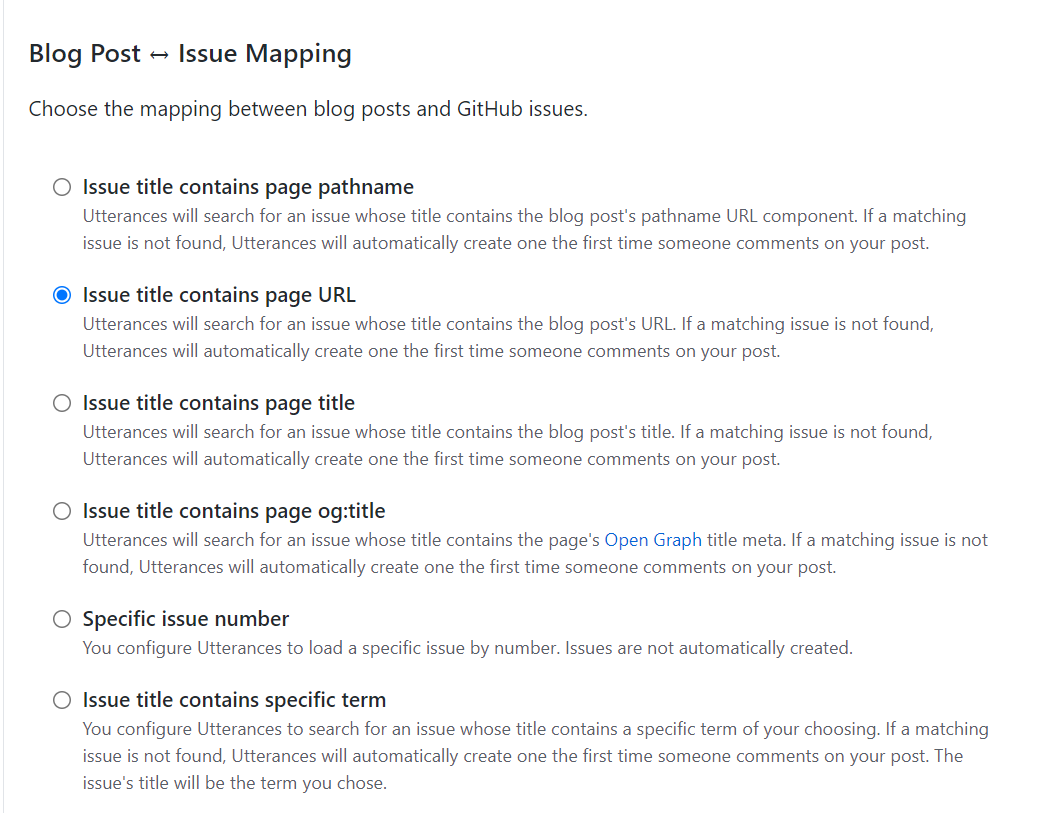 Blog Post ↔ Issue Mapping
Choose the mapping between blog posts and GitHub issues.
Issue title contains page pathname
Utterances will search for an issue whose title contains the blog post's pathname URL component. If a matching
issue is not found, Utterances will automatically create one the first time someone comments on your post.
Issue title contains page URL
Utterances will search for an issue whose title contains the blog post's URL. If a matching issue is not found,
Utterances will automatically create one the first time someone comments on your post.
Issue title contains page title
Utterances will search for an issue whose title contains the blog post's title. If a matching issue is not found,
Utterances will automatically create one the first time someone comments on your post.
Issue title contains page og:title
Utterances will search for an issue whose title contains the page's Open Graph title meta. If a matching issue is not
found, Utterances will automatically create one the first time someone comments on your post.
Specific issue number
You configure Utterances to load a specific issue by number. Issues are not automatically created.
Issue title contains specific term
You configure Utterances to search for an issue whose title contains a specific term of your choosing. If a matching
issue is not found, Utterances will automatically create one the first time someone comments on your post. The
issue's title will be the term you chose.